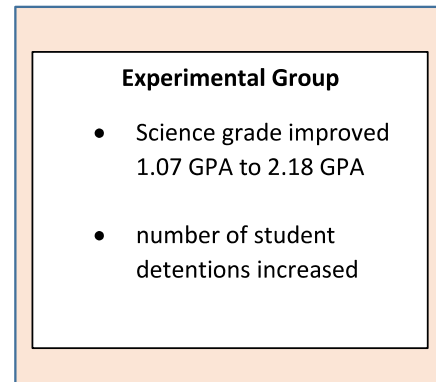 Experimental Group
• Science grade improved
1.07 GPA to 2.18 GPA
• number of student
detentions increased